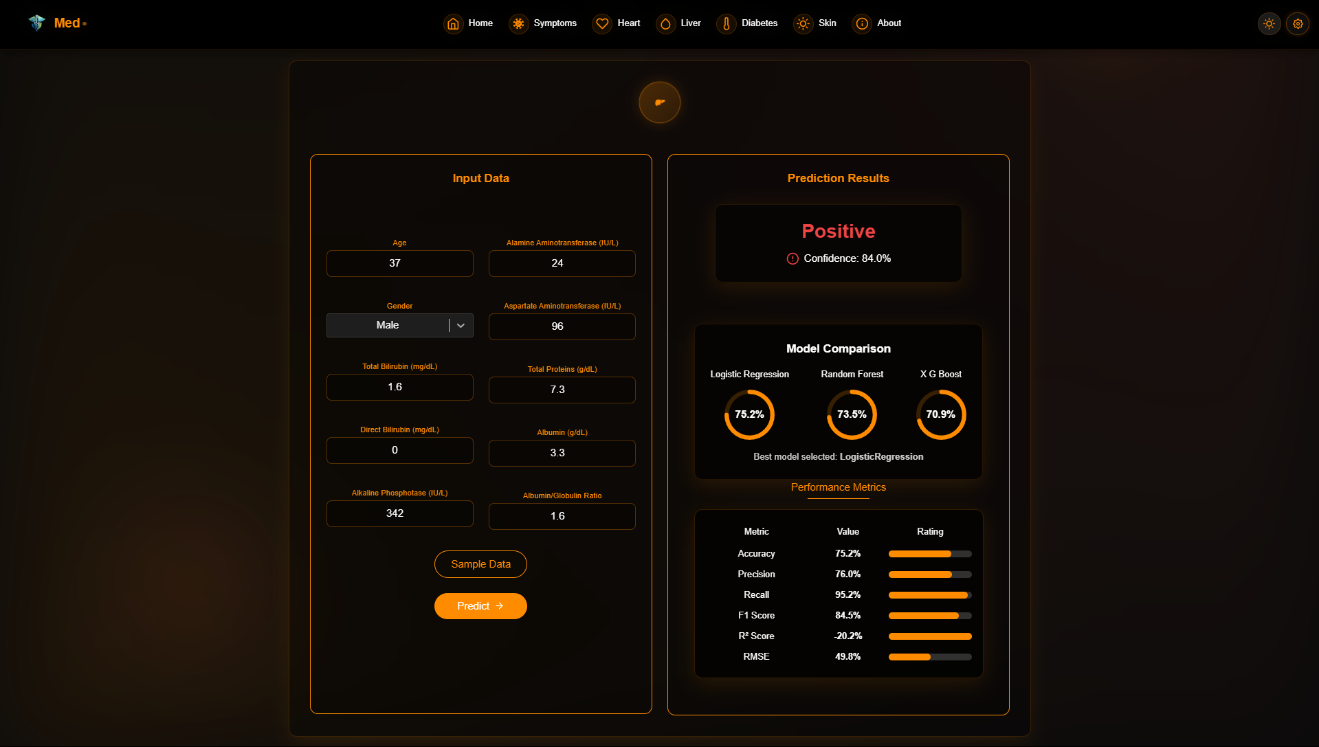 Med
Home Symptoms Heart Liver Diabetes Skin About
Input Data
Age
37
Alamine Aminotransferase (IU/L)
24
Gender
Male
Aspartate Aminotransferase (IU/L)
96
Total Bilirubin (mg/dL)
1.6
Total Proteins (g/dL)
7.3
Direct Bilirubin (mg/dL)
0
Albumin (g/dL)
3.3
Alkaline Phosphotase (IU/L)
342
Albumin/Globulin Ratio
1.6
Sample Data
Predict →
Prediction Results
Positive
Confidence: 84.0%
Model Comparison
Logistic Regression Random Forest X G Boost
75.2% 73.5% 70.9%
Best model selected: LogisticRegression
Performance Metrics
Metric Value Rating
Accuracy 75.2%
Precision 76.0%
Recall 95.2%
F1 Score 84.5%
R² Score -20.2%
RMSE 49.8%